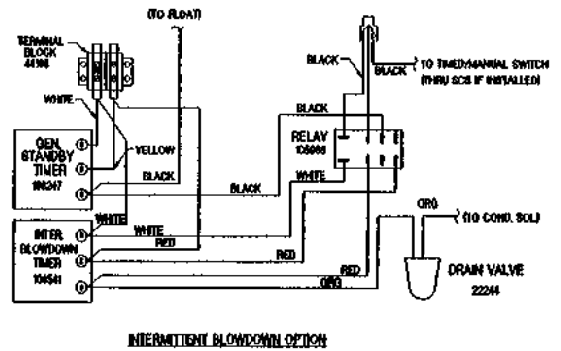 (TO FLOAT)
TERMINAL
BLOCK
BLACK
BLACK
TO TIMED/MANUAL SWITCH
(THRU SCS IF INSTALLED)
WHITE
BLACK
GEN.
STANDBY
TIMER
YELLOW
RELAY
BLACK
WHITE
BLACK
ORG
(TO COND. SOL)
WHITE
WHITE
RED
INTER.
BLOWDOWN
TIMER
RED
RED
ORG
DRAIN VALVE
22244
INTERMITTENT BLOWDOWN OPTION